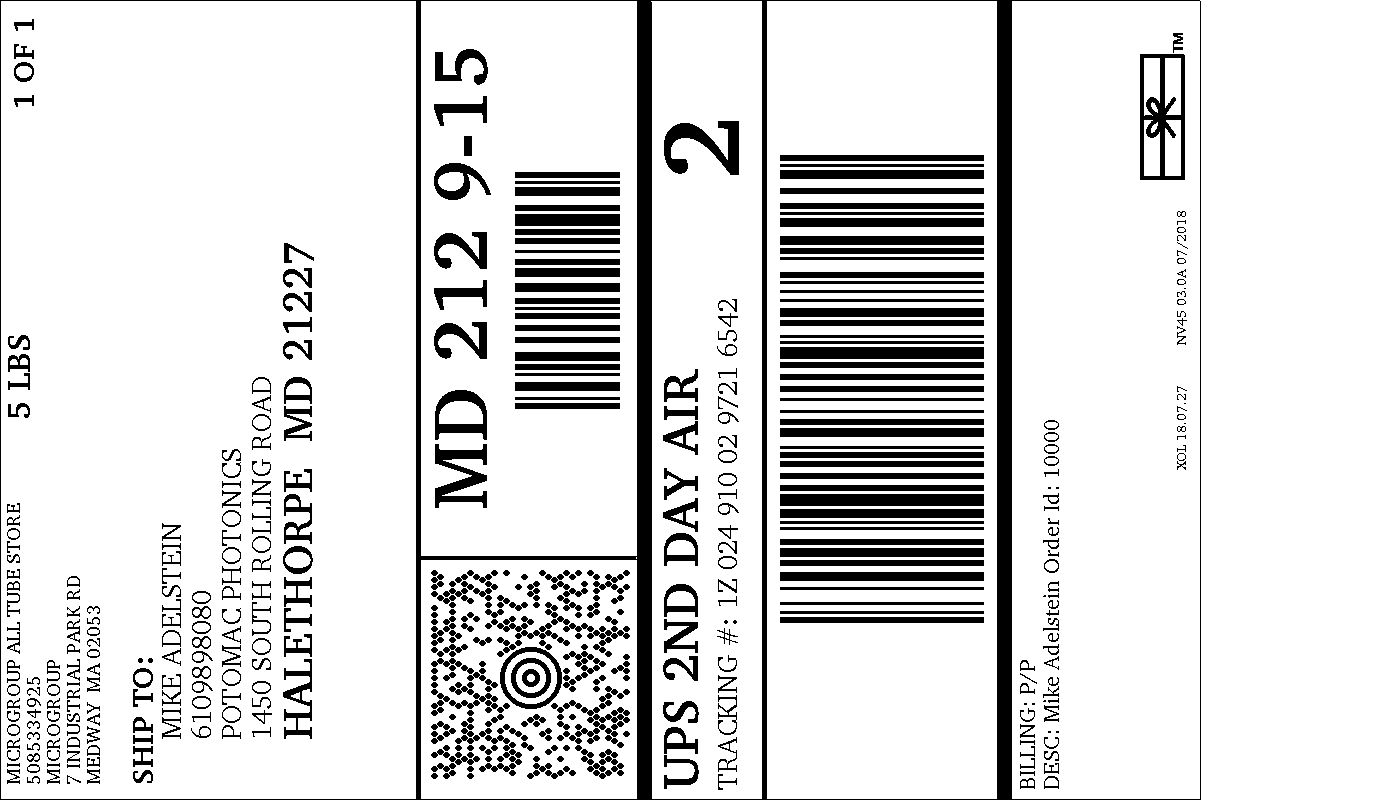 MICROGROUP ALL TUBE STORE
5085334925
MICROGROUP
7 INDUSTRIAL PARK RD
MEDWAY  MA 02053
5 LBS
1 OF 1
SHIP TO:
MIKE ADELSTEIN
6109898080
POTOMAC PHOTONICS
1450 SOUTH ROLLING ROAD
HALETHORPE  MD 21227
MD 212 9-15
UPS 2ND DAY AIR
2
TRACKING #: 1Z 024 910 02 9721 6542
BILLING: P/P
DESC: Mike Adelstein Order Id: 10000
XOL 18.07.27
NV45 03.0A 07/2018
TM